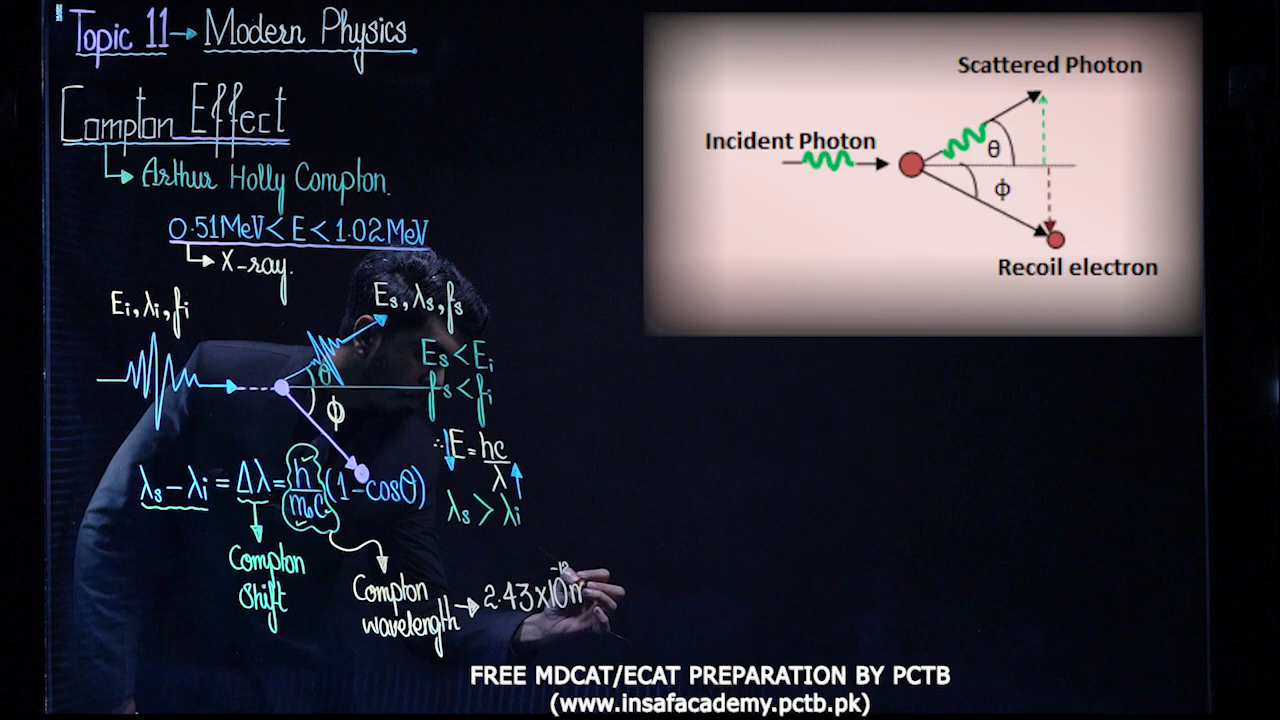 Topic 11 → Modern Physics
Compton Effect
Arthur Holly Compton.
0.51MeV < E < 1.02MeV
X-ray.
Ei, λi, fi
Es, λs, fs
θ
ϕ
Es < Ei
fs < fi
∴ E = hc/λ
λs > λi
λs − λi = Δλ = h/m₀c (1 − cosθ)
Compton
Shift
Compton
wavelength → 2.43×10⁻¹²m
Scattered Photon
Incident Photon
θ
ϕ
Recoil electron
FREE MDCAT/ECAT PREPARATION BY PCTB
(www.insafacademy.pctb.pk)